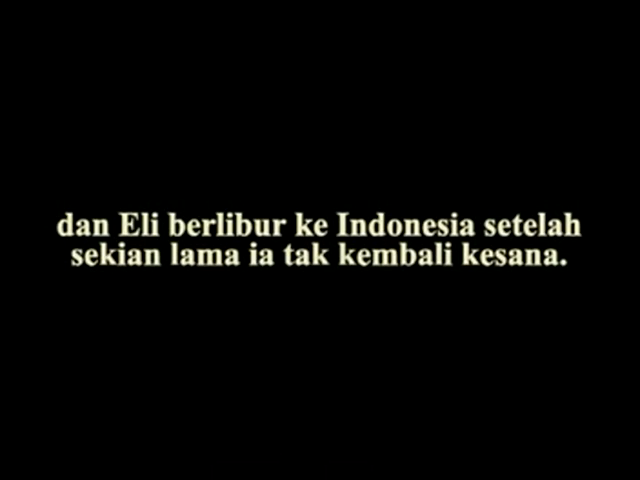 dan Eli berlibur ke Indonesia setelah
sekian lama ia tak kembali kesana.